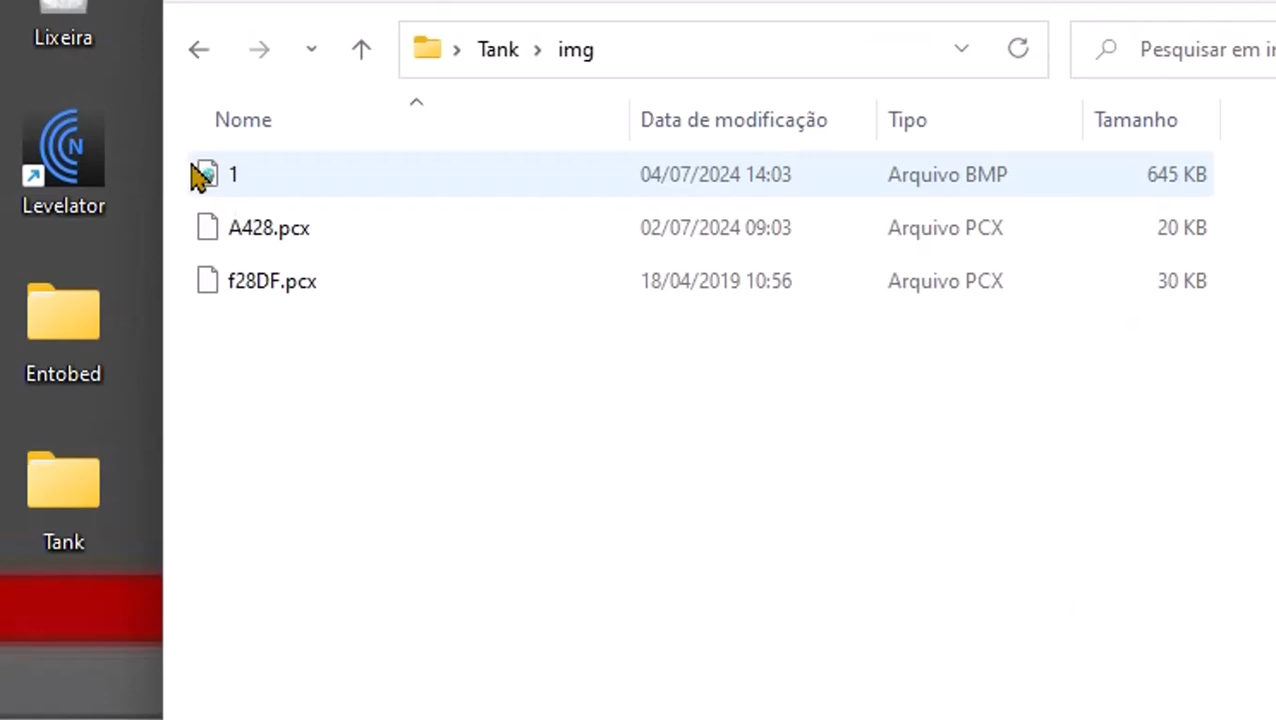 Lixeira
Levelator
Entobed
Tank
Tank
img
Pesquisar em i
Nome
Data de modificação
Tipo
Tamanho
1
04/07/2024 14:03
Arquivo BMP
645 KB
A428.pcx
02/07/2024 09:03
Arquivo PCX
20 KB
f28DF.pcx
18/04/2019 10:56
Arquivo PCX
30 KB